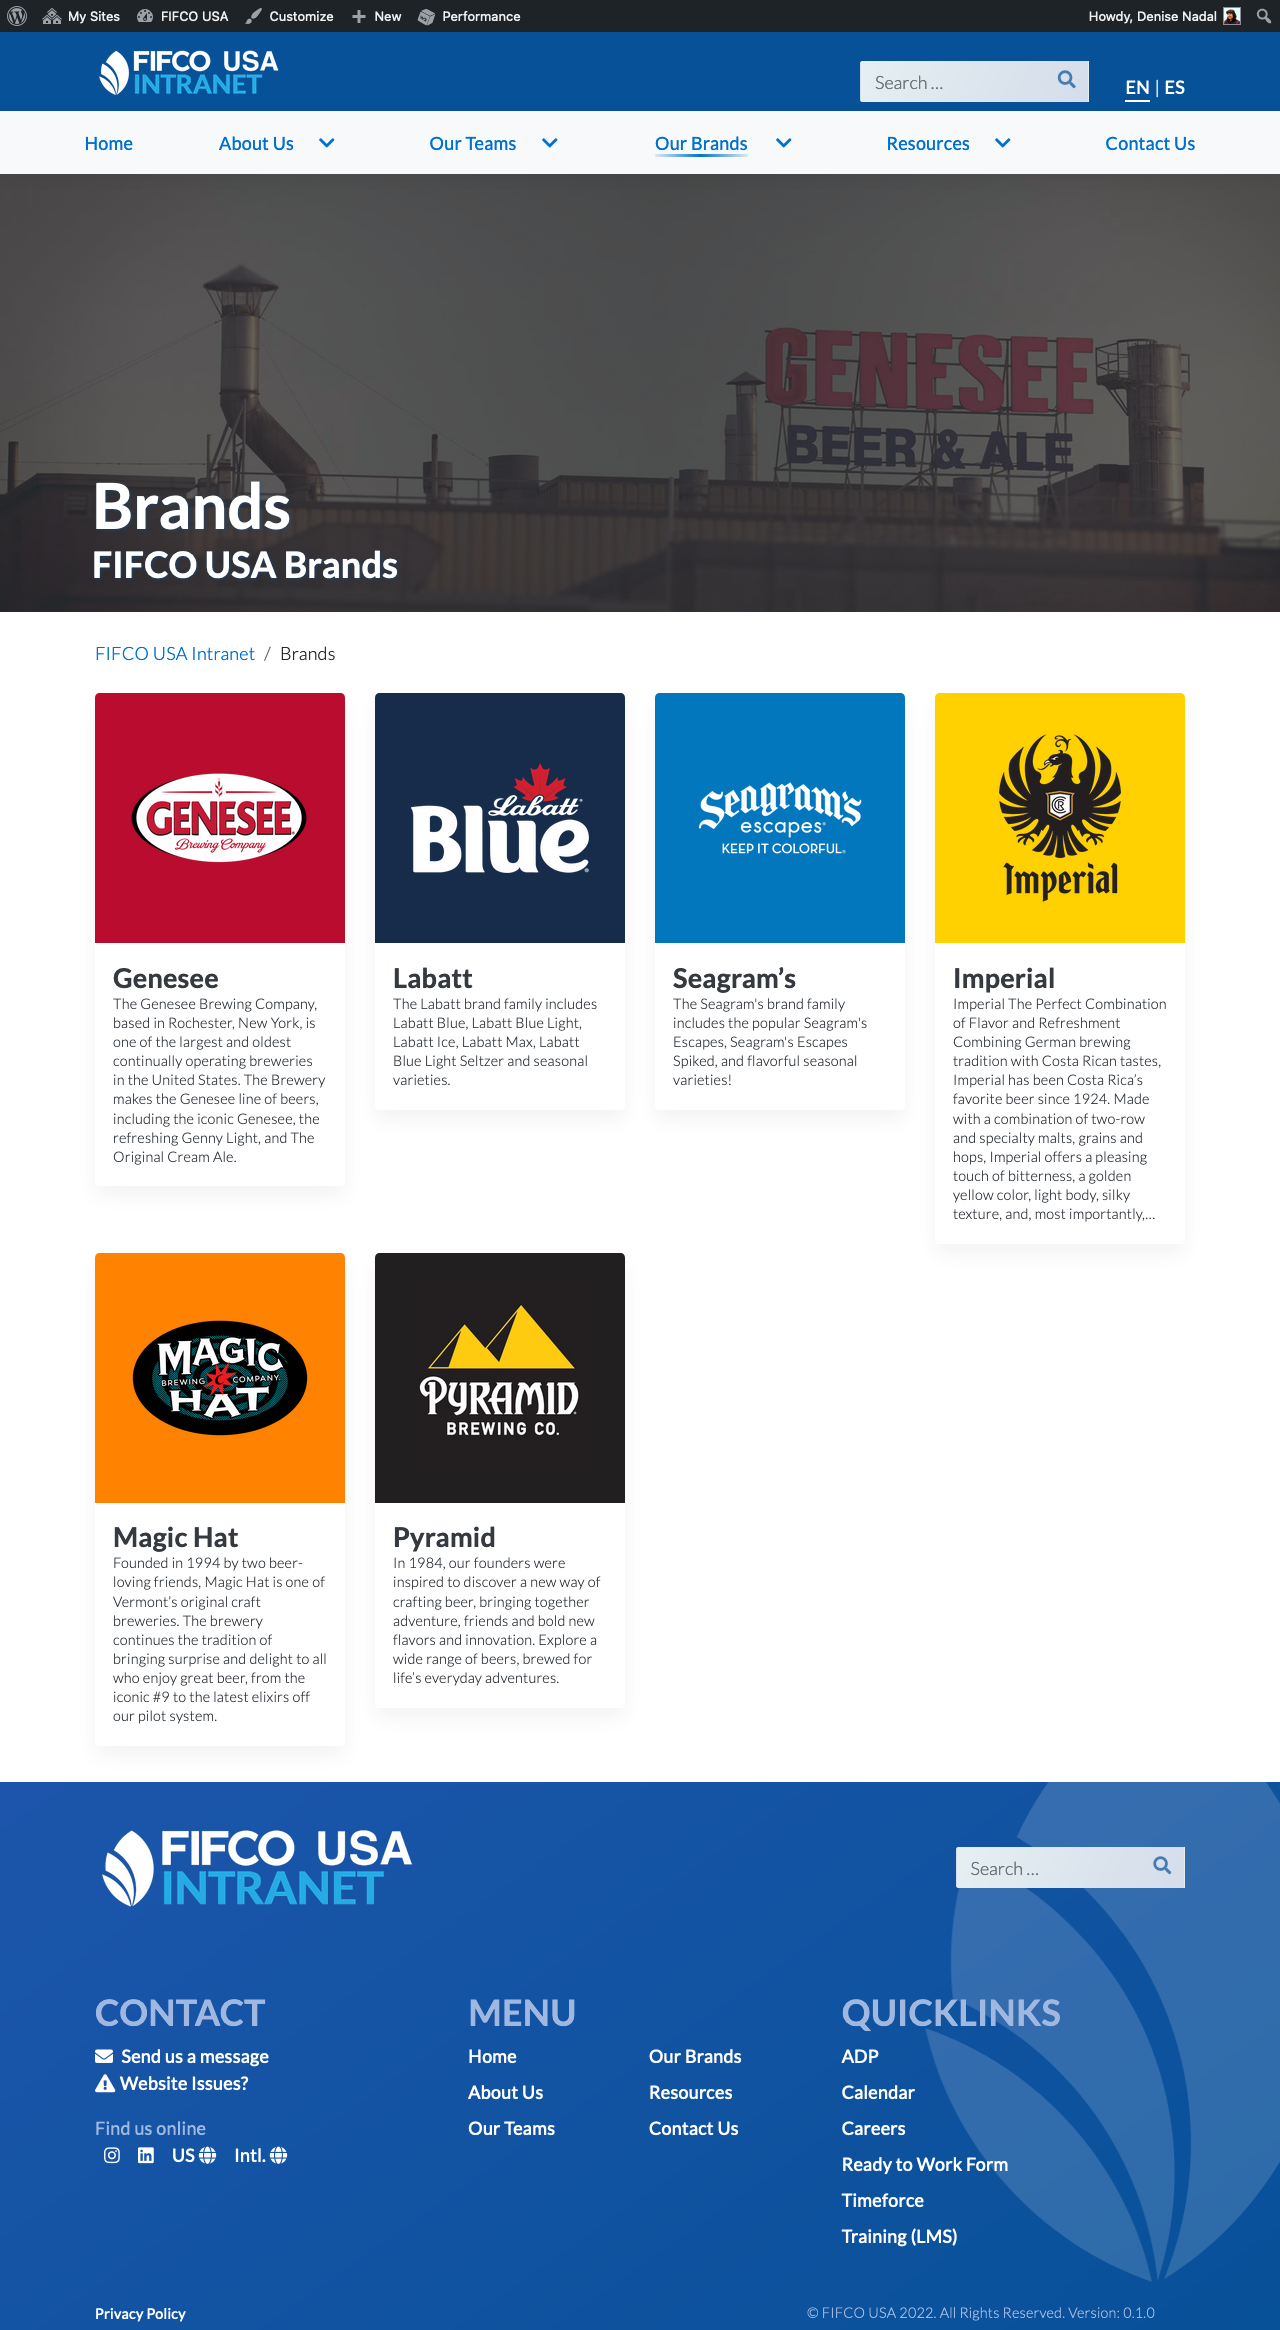 My Sites FIFCO USA Customize New Performance Howdy, Denise Nadal
FIFCO USA
INTRANET
Search ...
EN | ES
Home About Us Our Teams Our Brands Resources Contact Us
GENESEE
BEER & ALE
Brands
FIFCO USA Brands
FIFCO USA Intranet / Brands
GENESEE
Brewing Company
Labatt
Blue
Seagram's
escapes
KEEP IT COLORFUL®
Imperial
Genesee
The Genesee Brewing Company,
based in Rochester, New York, is
one of the largest and oldest
continually operating breweries
in the United States. The Brewery
makes the Genesee line of beers,
including the iconic Genesee, the
refreshing Genny Light, and The
Original Cream Ale.
Labatt
The Labatt brand family includes
Labatt Blue, Labatt Blue Light,
Labatt Ice, Labatt Max, Labatt
Blue Light Seltzer and seasonal
varieties.
Seagram’s
The Seagram's brand family
includes the popular Seagram's
Escapes, Seagram's Escapes
Spiked, and flavorful seasonal
varieties!
Imperial
Imperial The Perfect Combination
of Flavor and Refreshment
Combining German brewing
tradition with Costa Rican tastes,
Imperial has been Costa Rica’s
favorite beer since 1924. Made
with a combination of two-row
and specialty malts, grains and
hops, Imperial offers a pleasing
touch of bitterness, a golden
yellow color, light body, silky
texture, and, most importantly,...
MAGIC
BREWING COMPANY.
HAT
PYRAMID
BREWING CO.
Magic Hat
Founded in 1994 by two beer-
loving friends, Magic Hat is one of
Vermont’s original craft
breweries. The brewery
continues the tradition of
bringing surprise and delight to all
who enjoy great beer, from the
iconic #9 to the latest elixirs off
our pilot system.
Pyramid
In 1984, our founders were
inspired to discover a new way of
crafting beer, bringing together
adventure, friends and bold new
flavors and innovation. Explore a
wide range of beers, brewed for
life’s everyday adventures.
FIFCO USA
INTRANET
Search ...
CONTACT
Send us a message
Website Issues?
Find us online
US Intl.
MENU
Home
About Us
Our Teams
Our Brands
Resources
Contact Us
QUICKLINKS
ADP
Calendar
Careers
Ready to Work Form
Timeforce
Training (LMS)
Privacy Policy
© FIFCO USA 2022. All Rights Reserved. Version: 0.1.0